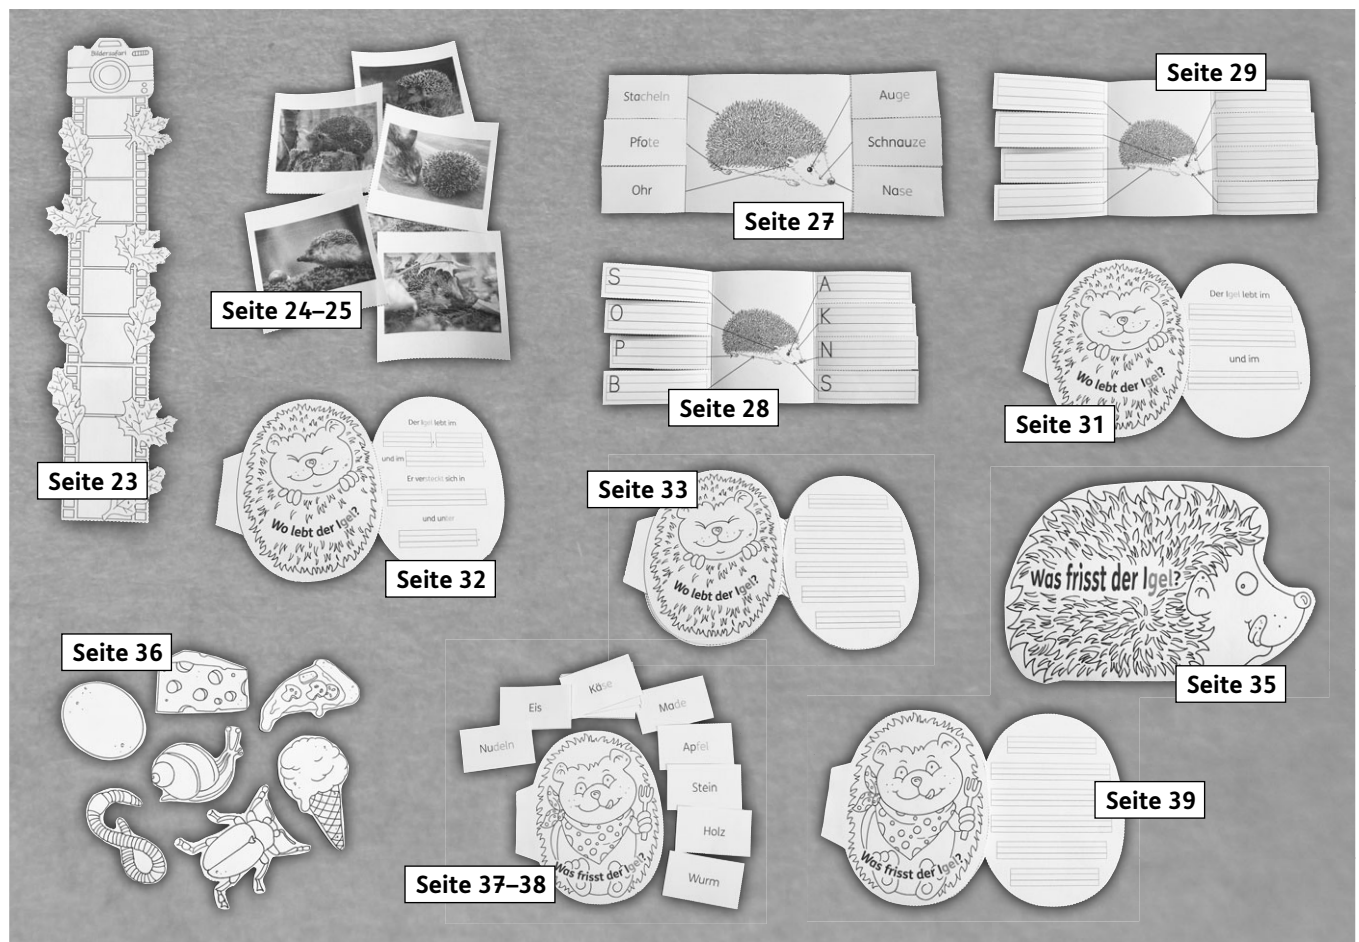 Bildersafari
Seite 23
Seite 24–25
Stacheln
Pfote
Ohr
Auge
Schnauze
Nase
Seite 27
Seite 29
S
O
P
B
A
K
N
S
Seite 28
Wo lebt der Igel?
Der Igel lebt im
und im
Seite 31
Wo lebt der Igel?
Der Igel lebt im
und im
Er versteckt sich in
und unter
Seite 32
Seite 33
Wo lebt der Igel?
Was frisst der Igel?
Seite 35
Seite 36
Nudeln
Eis
Käse
Made
Apfel
Stein
Holz
Wurm
Was frisst der Igel?
Seite 37–38
Was frisst der Igel?
Seite 39